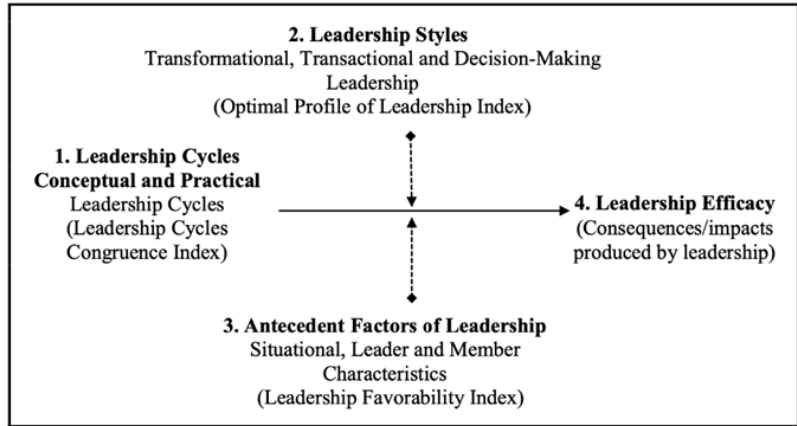 2. Leadership Styles
Transformational, Transactional and Decision-Making
Leadership
(Optimal Profile of Leadership Index)
1. Leadership Cycles
Conceptual and Practical
Leadership Cycles
(Leadership Cycles
Congruence Index)
4. Leadership Efficacy
(Consequences/impacts
produced by leadership)
3. Antecedent Factors of Leadership
Situational, Leader and Member
Characteristics
(Leadership Favorability Index)